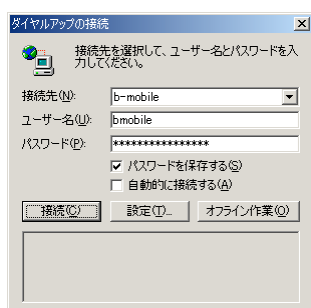 ダイヤルアップの接続
接続先を選択して、ユーザー名とパスワードを入
力してください。
接続先(N): b-mobile
ユーザー名(U): bmobile
パスワード(P): ****************
パスワードを保存する(S)
自動的に接続する(A)
接続(C) 設定(T)... オフライン作業(O)